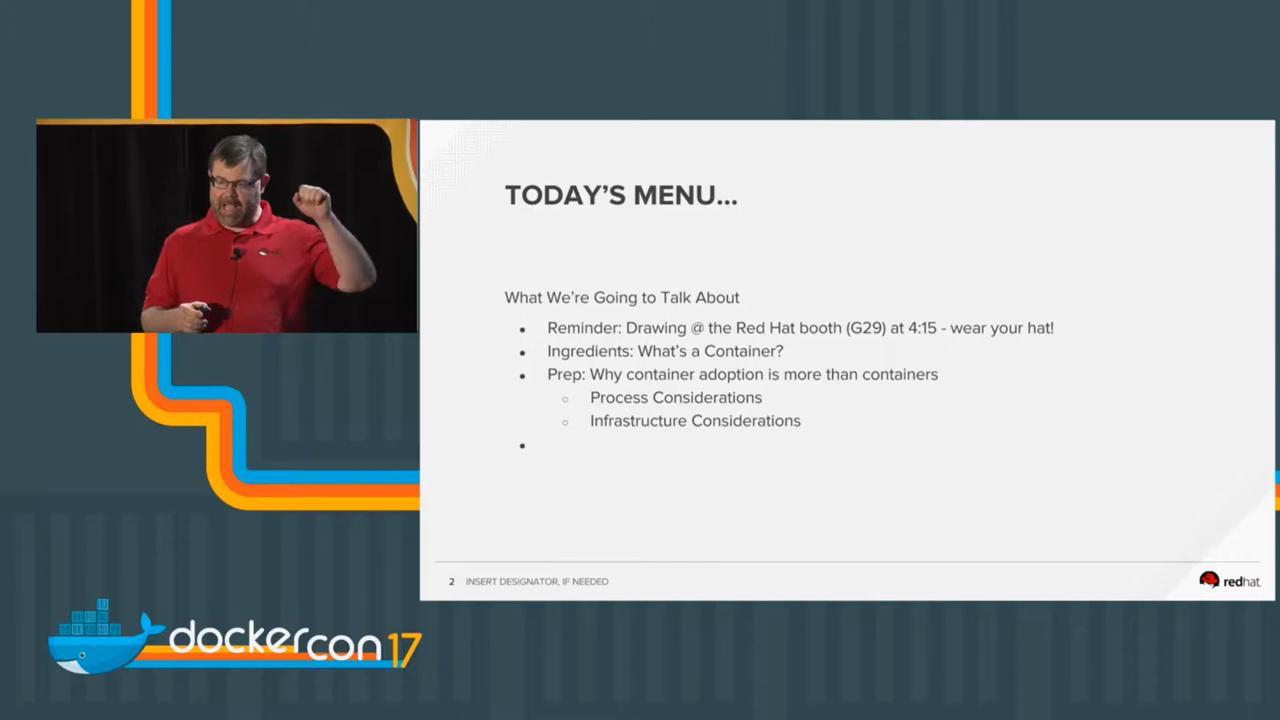 TODAY'S MENU...
What We're Going to Talk About
• Reminder: Drawing @ the Red Hat booth (G29) at 4:15 - wear your hat!
• Ingredients: What's a Container?
• Prep: Why container adoption is more than containers
○ Process Considerations
○ Infrastructure Considerations
•
2 INSERT DESIGNATOR, IF NEEDED
redhat.
dockercon17